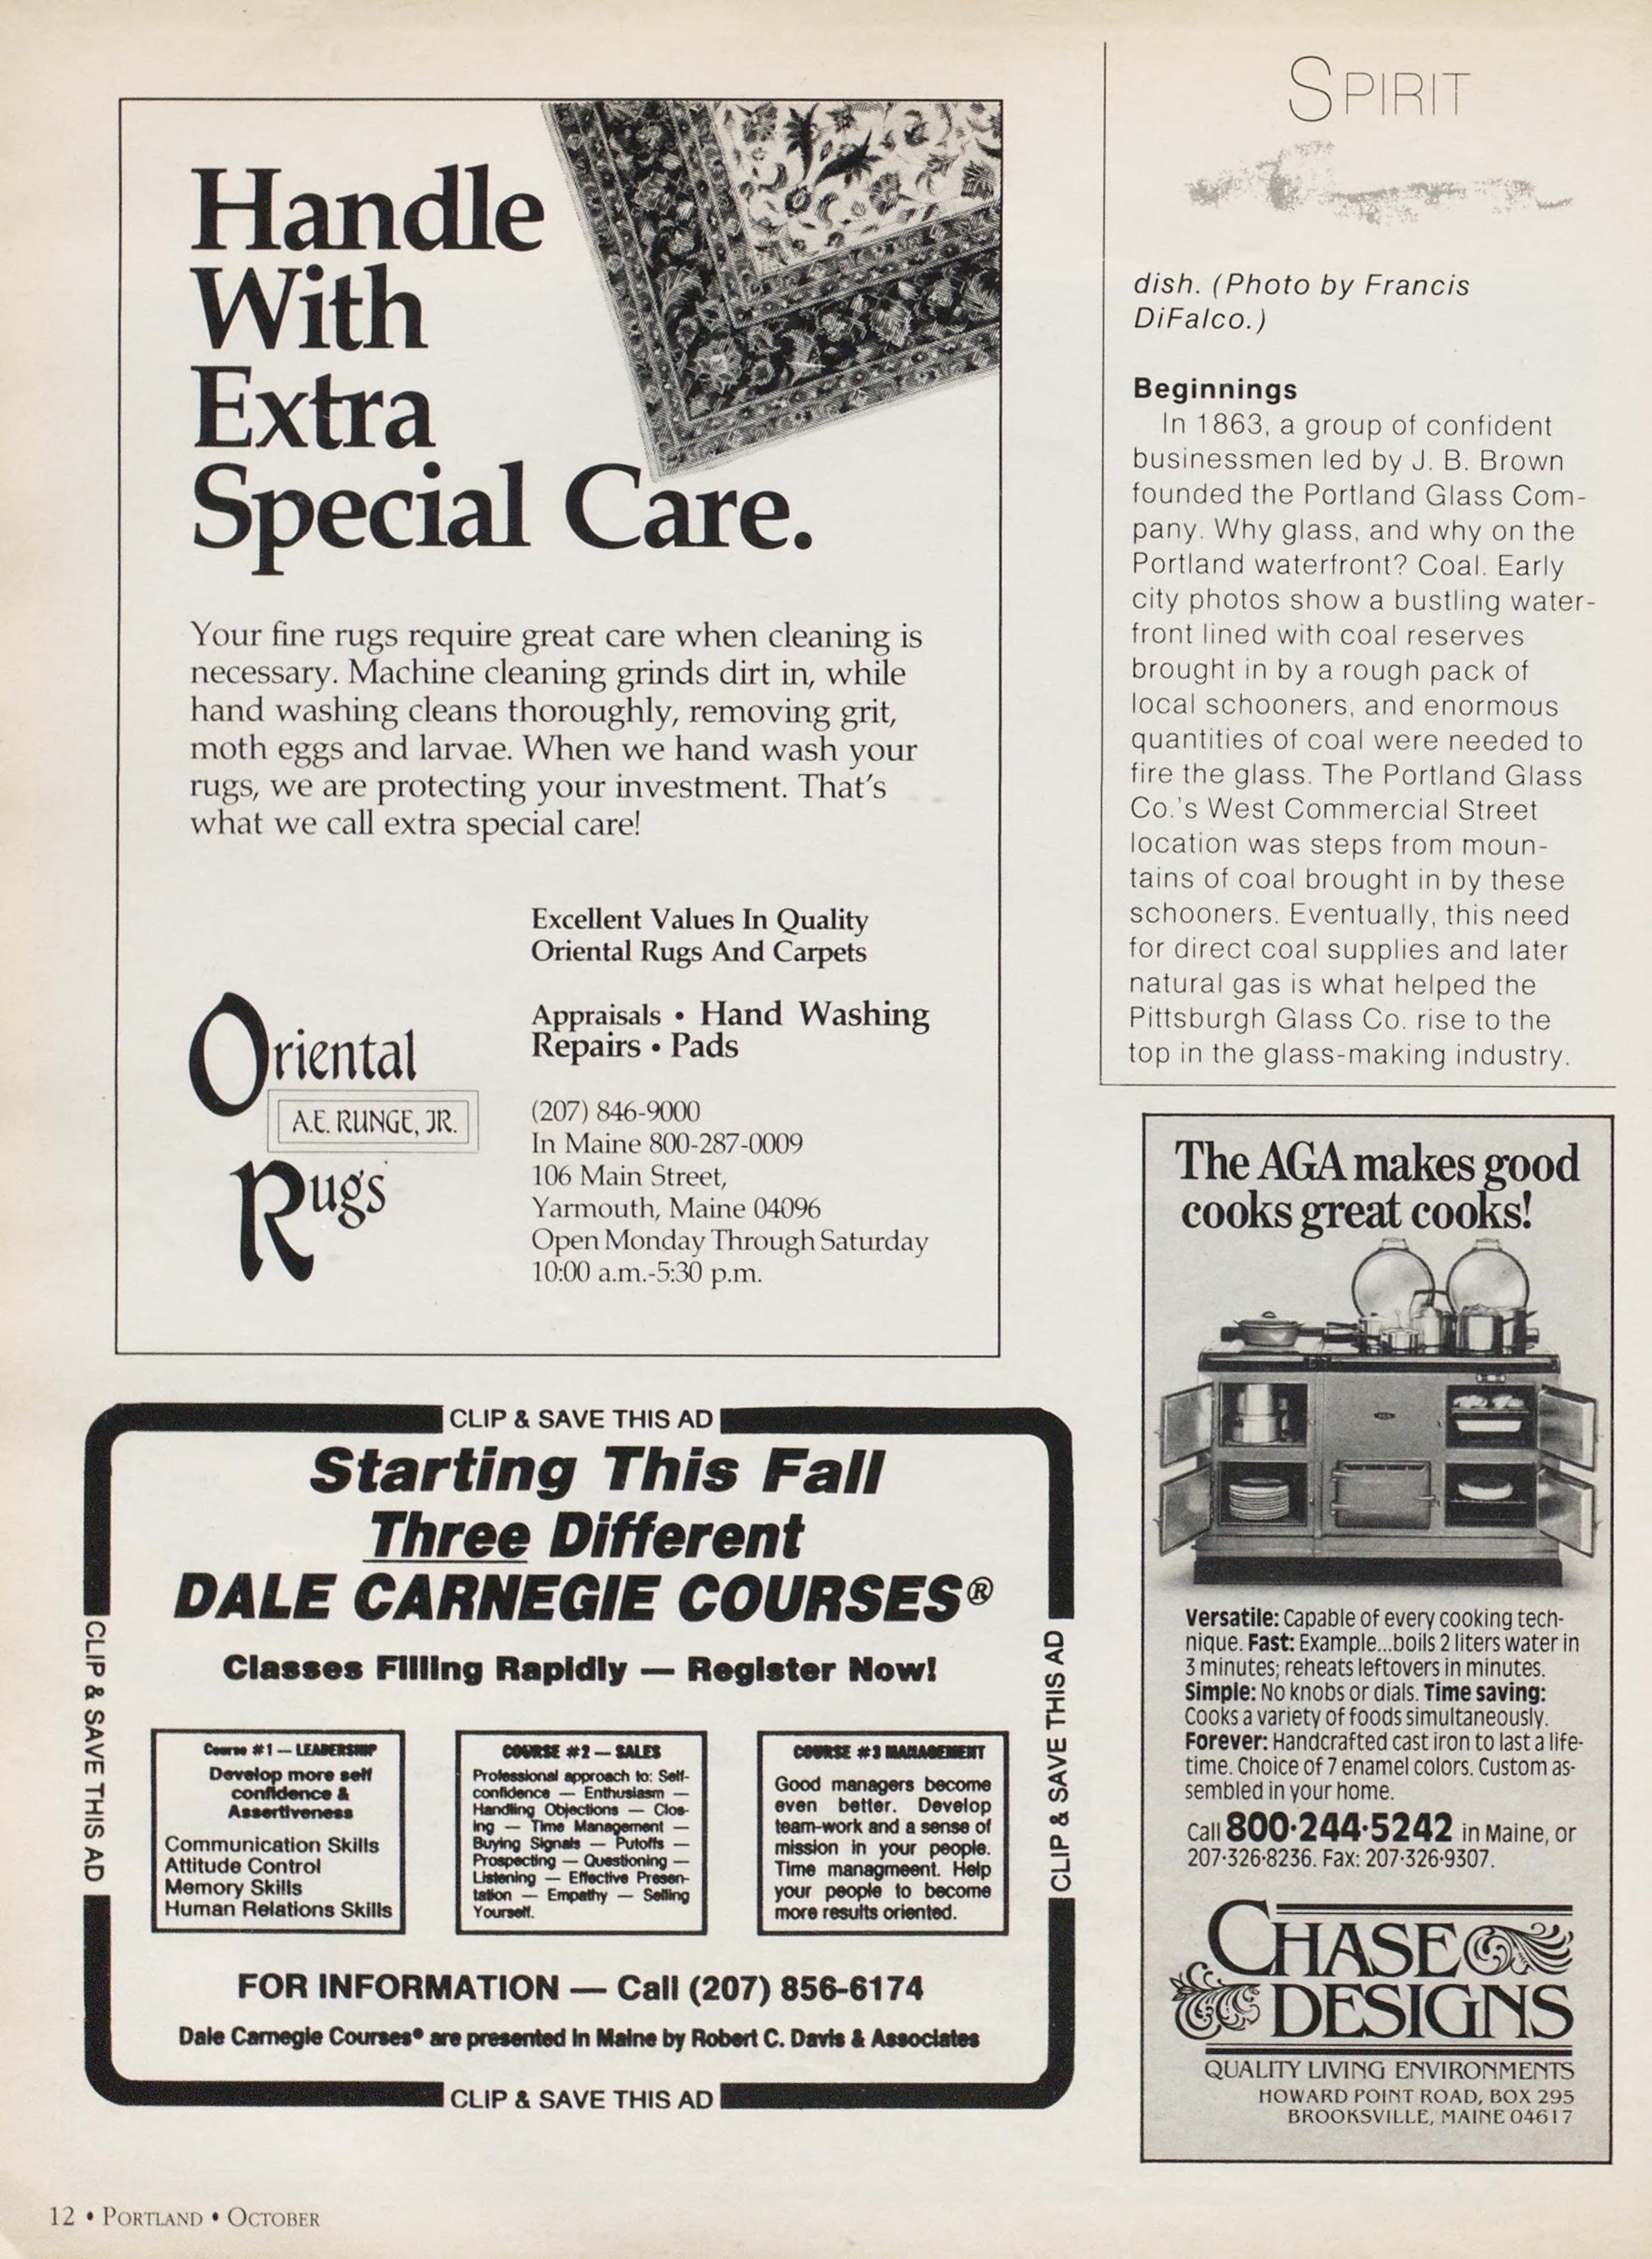 Handle
With
Extra
Special Care.
Your fine rugs require great care when cleaning is
necessary. Machine cleaning grinds dirt in, while
hand washing cleans thoroughly, removing grit,
moth eggs and larvae. When we hand wash your
rugs, we are protecting your investment. That's
what we call extra special care!
Excellent Values In Quality
Oriental Rugs And Carpets
Appraisals • Hand Washing
Repairs • Pads
Oriental
A.E. RUNGE, JR.
Rugs
(207) 846-9000
In Maine 800-287-0009
106 Main Street,
Yarmouth, Maine 04096
Open Monday Through Saturday
10:00 a.m.-5:30 p.m.
CLIP & SAVE THIS AD
Starting This Fall
Three Different
DALE CARNEGIE COURSES®
Classes Filling Rapidly — Register Now!
CLIP & SAVE THIS AD
CLIP & SAVE THIS AD
Course #1 — LEADERSHIP
Develop more self
confidence &
Assertiveness
Communication Skills
Attitude Control
Memory Skills
Human Relations Skills
COURSE #2 — SALES
Professional approach to: Self-
confidence — Enthusiasm —
Handling Objections — Clos-
ing — Time Management —
Buying Signals — Putoffs —
Prospecting — Questioning —
Listening — Effective Presen-
tation — Empathy — Selling
Yourself.
COURSE #3 MANAGEMENT
Good managers become
even better. Develop
team-work and a sense of
mission in your people.
Time managmeent. Help
your people to become
more results oriented.
FOR INFORMATION — Call (207) 856-6174
Dale Carnegie Courses® are presented in Maine by Robert C. Davis & Associates
CLIP & SAVE THIS AD
SPIRIT
dish. (Photo by Francis
DiFalco.)
Beginnings
In 1863, a group of confident
businessmen led by J. B. Brown
founded the Portland Glass Com-
pany. Why glass, and why on the
Portland waterfront? Coal. Early
city photos show a bustling water-
front lined with coal reserves
brought in by a rough pack of
local schooners, and enormous
quantities of coal were needed to
fire the glass. The Portland Glass
Co.'s West Commercial Street
location was steps from moun-
tains of coal brought in by these
schooners. Eventually, this need
for direct coal supplies and later
natural gas is what helped the
Pittsburgh Glass Co. rise to the
top in the glass-making industry.
The AGA makes good
cooks great cooks!
Versatile: Capable of every cooking tech-
nique. Fast: Example...boils 2 liters water in
3 minutes; reheats leftovers in minutes.
Simple: No knobs or dials. Time saving:
Cooks a variety of foods simultaneously.
Forever: Handcrafted cast iron to last a life-
time. Choice of 7 enamel colors. Custom as-
sembled in your home.
Call 800·244·5242 in Maine, or
207·326·8236. Fax: 207·326·9307.
CHASE
DESIGNS
QUALITY LIVING ENVIRONMENTS
HOWARD POINT ROAD, BOX 295
BROOKSVILLE, MAINE 04617
12 • PORTLAND • OCTOBER